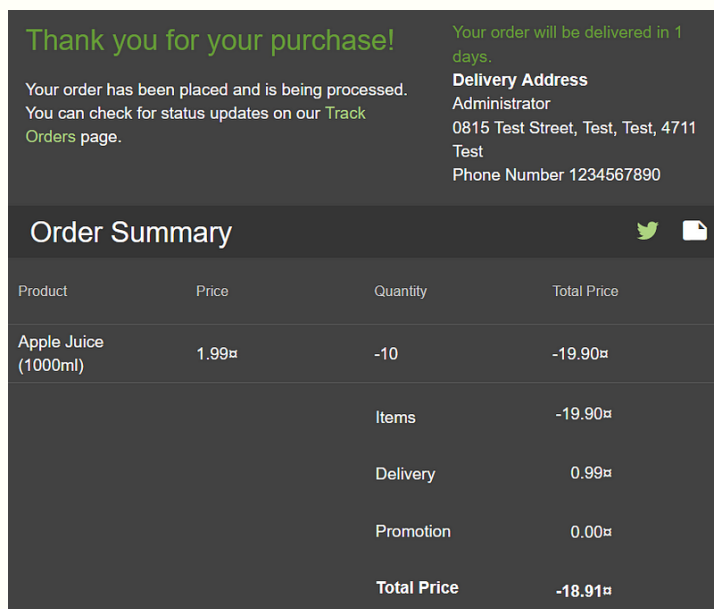 Thank you for your purchase!
Your order has been placed and is being processed.
You can check for status updates on our Track
Orders page.
Your order will be delivered in 1
days.
Delivery Address
Administrator
0815 Test Street, Test, Test, 4711
Test
Phone Number 1234567890
Order Summary
Product Price Quantity Total Price
Apple Juice
(1000ml) 1.99¤ -10 -19.90¤
Items -19.90¤
Delivery 0.99¤
Promotion 0.00¤
Total Price -18.91¤